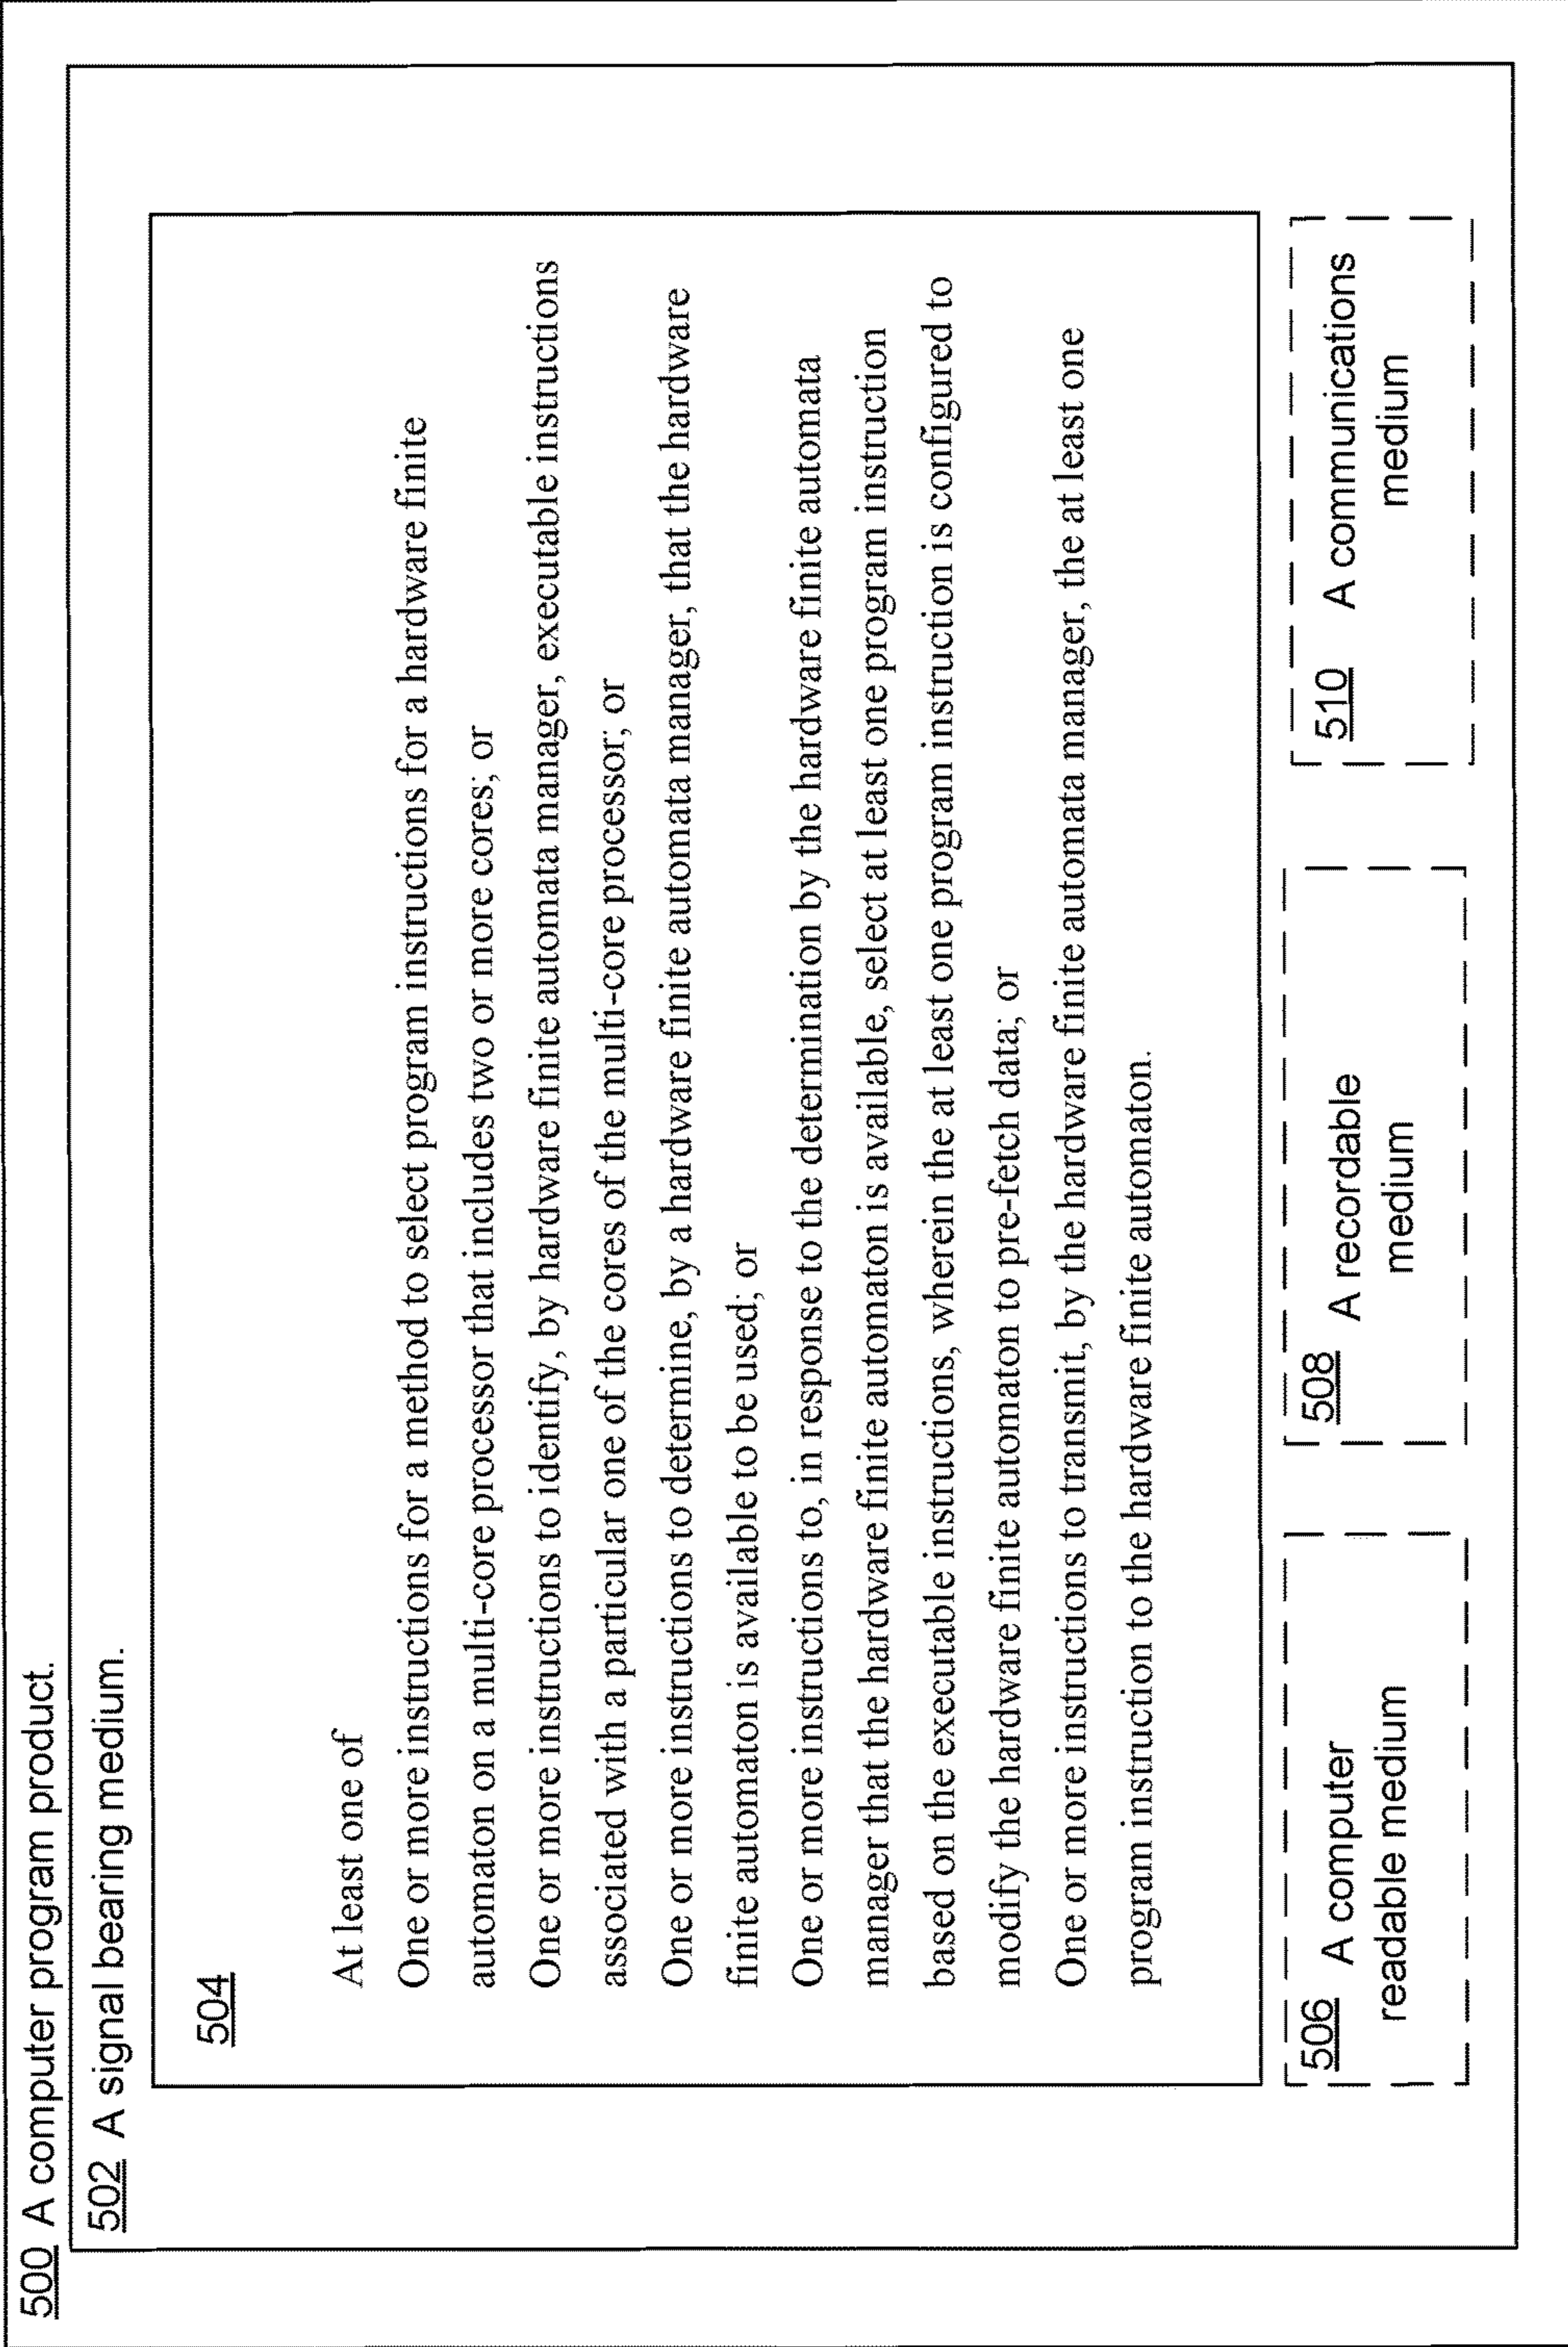 500 A computer program product.
502 A signal bearing medium.
504
At least one of
One or more instructions for a method to select program instructions for a hardware finite
automaton on a multi-core processor that includes two or more cores; or
One or more instructions to identify, by hardware finite automata manager, executable instructions
associated with a particular one of the cores of the multi-core processor; or
One or more instructions to determine, by a hardware finite automata manager, that the hardware
finite automaton is available to be used; or
One or more instructions to, in response to the determination by the hardware finite automata
manager that the hardware finite automaton is available, select at least one program instruction
based on the executable instructions, wherein the at least one program instruction is configured to
modify the hardware finite automaton to pre-fetch data; or
One or more instructions to transmit, by the hardware finite automata manager, the at least one
program instruction to the hardware finite automaton.
506 A computer
readable medium
508 A recordable
medium
510 A communications
medium